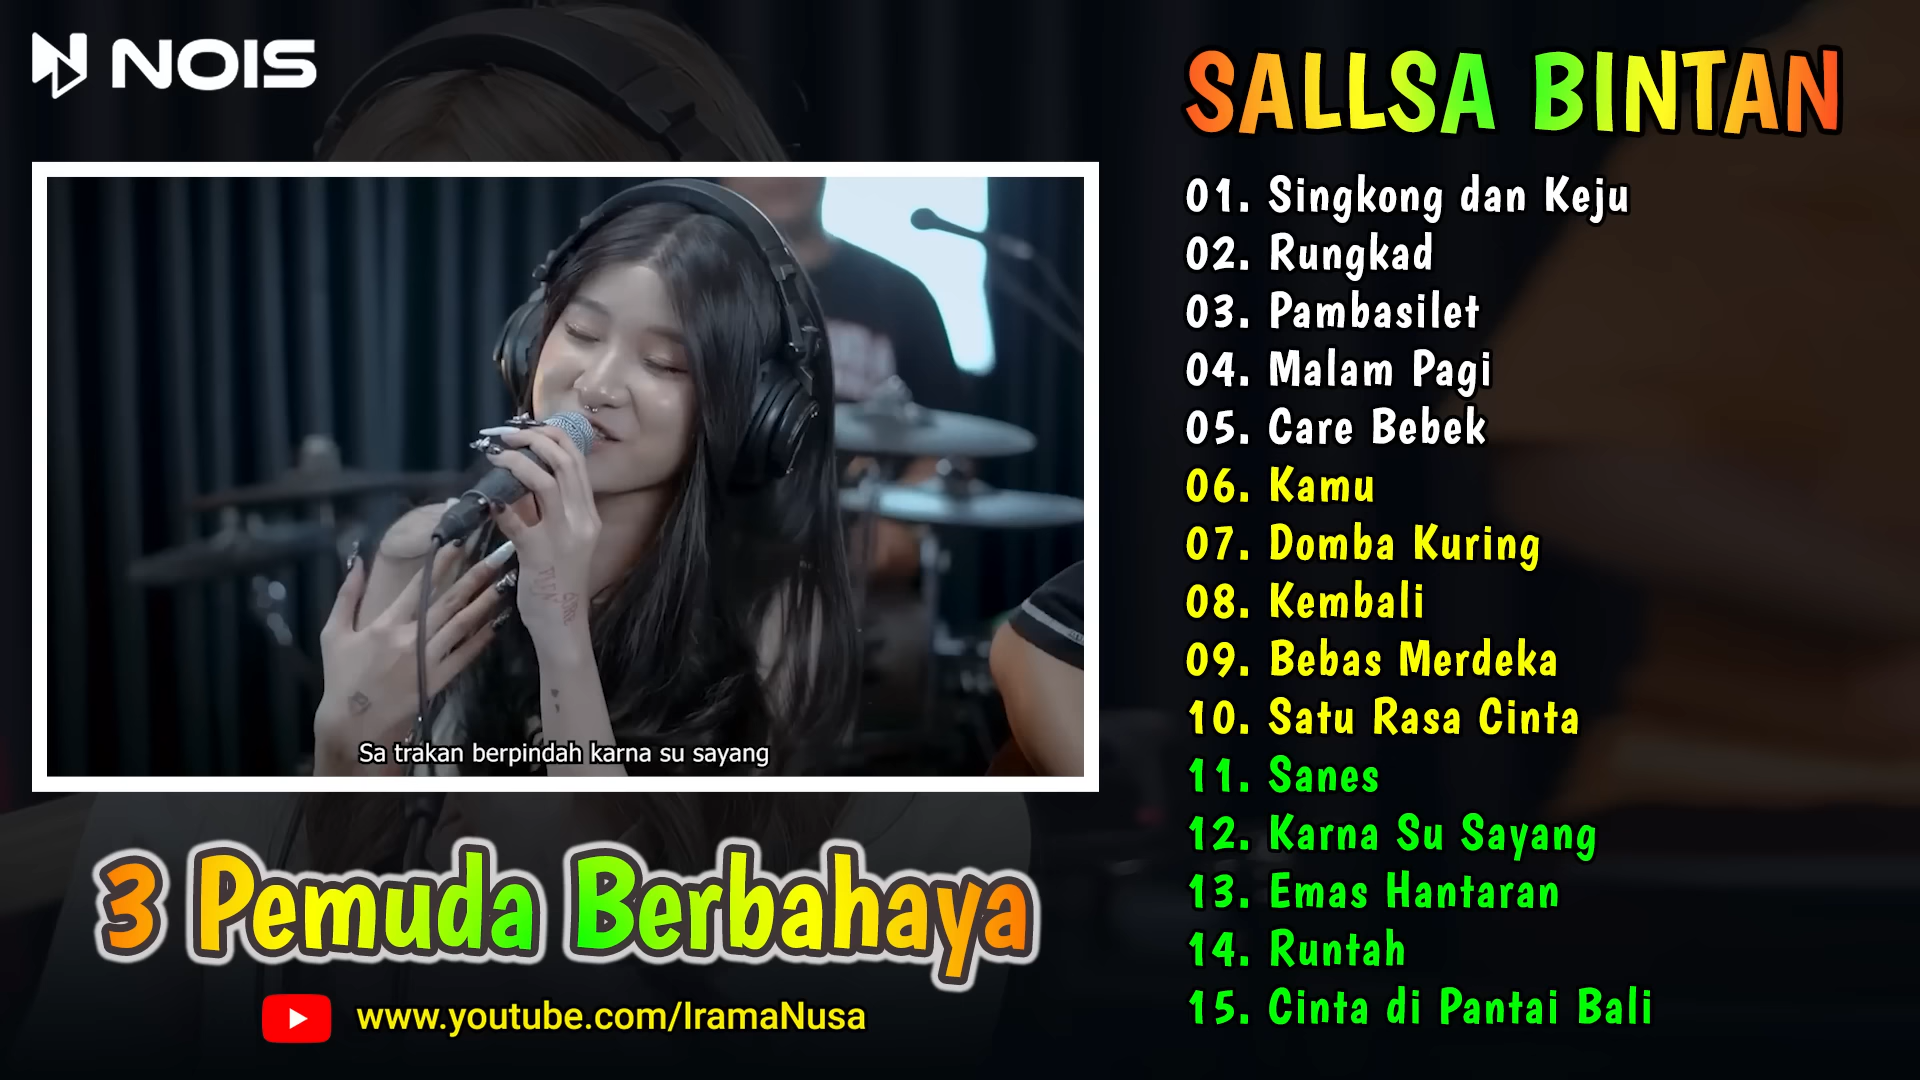 NOIS
SALLSA BINTAN
01. Singkong dan Keju
02. Rungkad
03. Pambasilet
04. Malam Pagi
05. Care Bebek
06. Kamu
07. Domba Kuring
08. Kembali
09. Bebas Merdeka
10. Satu Rasa Cinta
11. Sanes
12. Karna Su Sayang
13. Emas Hantaran
14. Runtah
15. Cinta di Pantai Bali
Sa trakan berpindah karna su sayang
3 Pemuda Berbahaya
www.youtube.com/IramaNusa